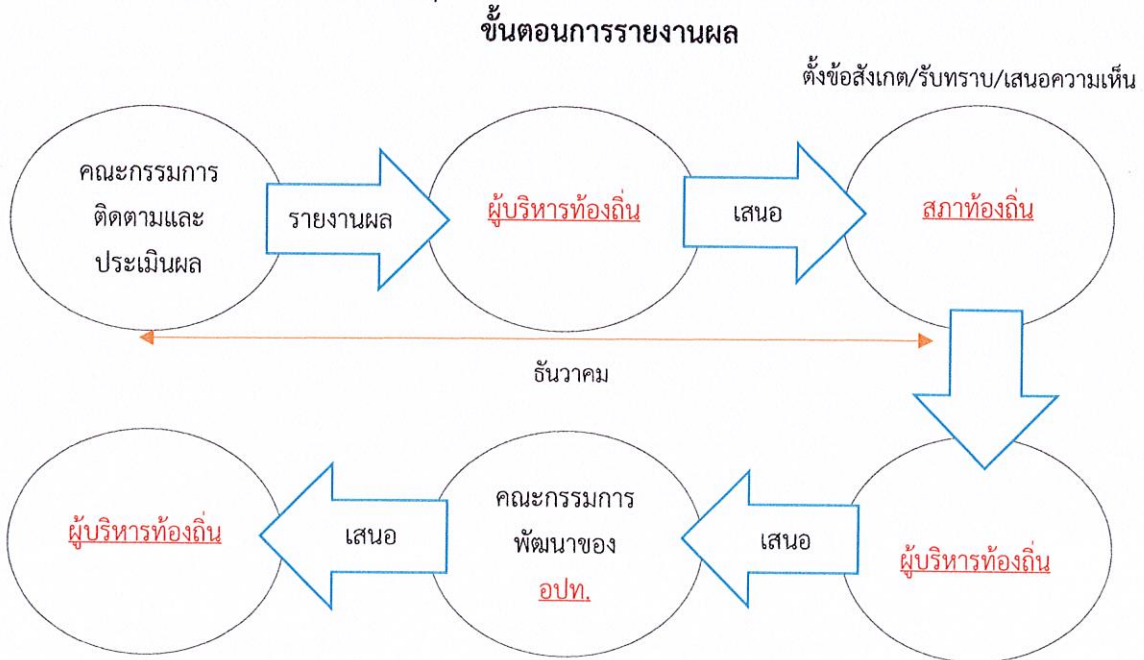 ขั้นตอนการรายงานผล
ตั้งข้อสังเกต/รับทราบ/เสนอความเห็น
คณะกรรมการ
ติดตามและ
ประเมินผล
รายงานผล
ผู้บริหารท้องถิ่น
เสนอ
สภาท้องถิ่น
ธันวาคม
ผู้บริหารท้องถิ่น
เสนอ
คณะกรรมการ
พัฒนาของ
อปท.
เสนอ
ผู้บริหารท้องถิ่น